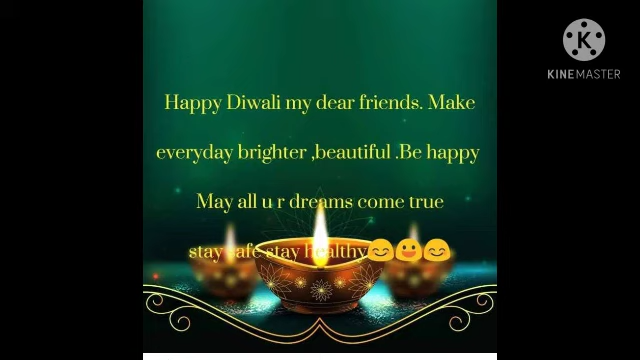 Happy Diwali my dear friends. Make
everyday brighter ,beautiful .Be happy
May all u r dreams come true
stay safe stay healthy😊😃😊
KINEMASTER